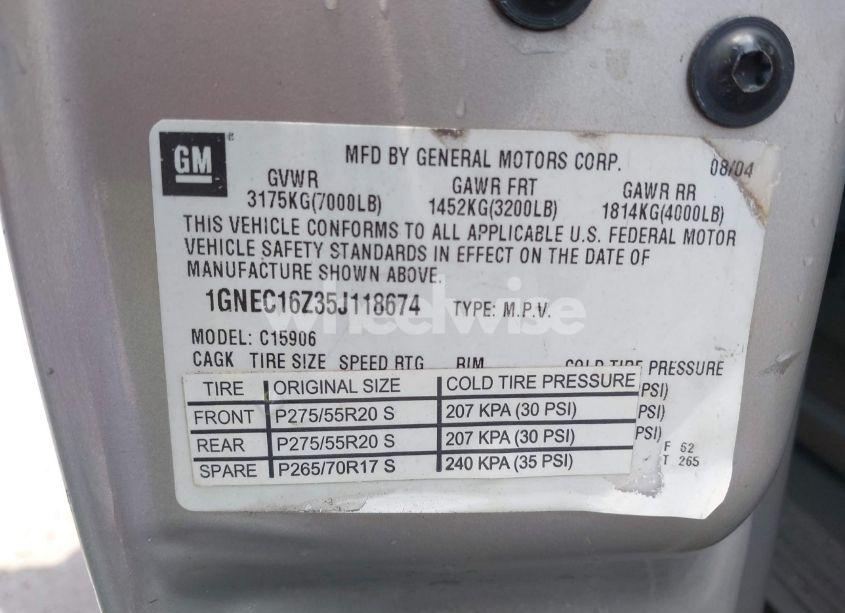 GM
MFD BY GENERAL MOTORS CORP. 08/04
GVWR GAWR FRT GAWR RR
3175KG(7000LB) 1452KG(3200LB) 1814KG(4000LB)
THIS VEHICLE CONFORMS TO ALL APPLICABLE U.S. FEDERAL MOTOR
VEHICLE SAFETY STANDARDS IN EFFECT ON THE DATE OF
MANUFACTURE SHOWN ABOVE.
1GNEC16Z35J118674 TYPE: M.P.V.
wheelwise
MODEL: C15906
CAGK TIRE SIZE SPEED RTG RIM COLD TIRE PRESSURE
TIRE ORIGINAL SIZE COLD TIRE PRESSURE PSI)
FRONT P275/55R20 S 207 KPA (30 PSI) PSI)
REAR P275/55R20 S 207 KPA (30 PSI) PSI)
F 52
SPARE P265/70R17 S 240 KPA (35 PSI) T 265